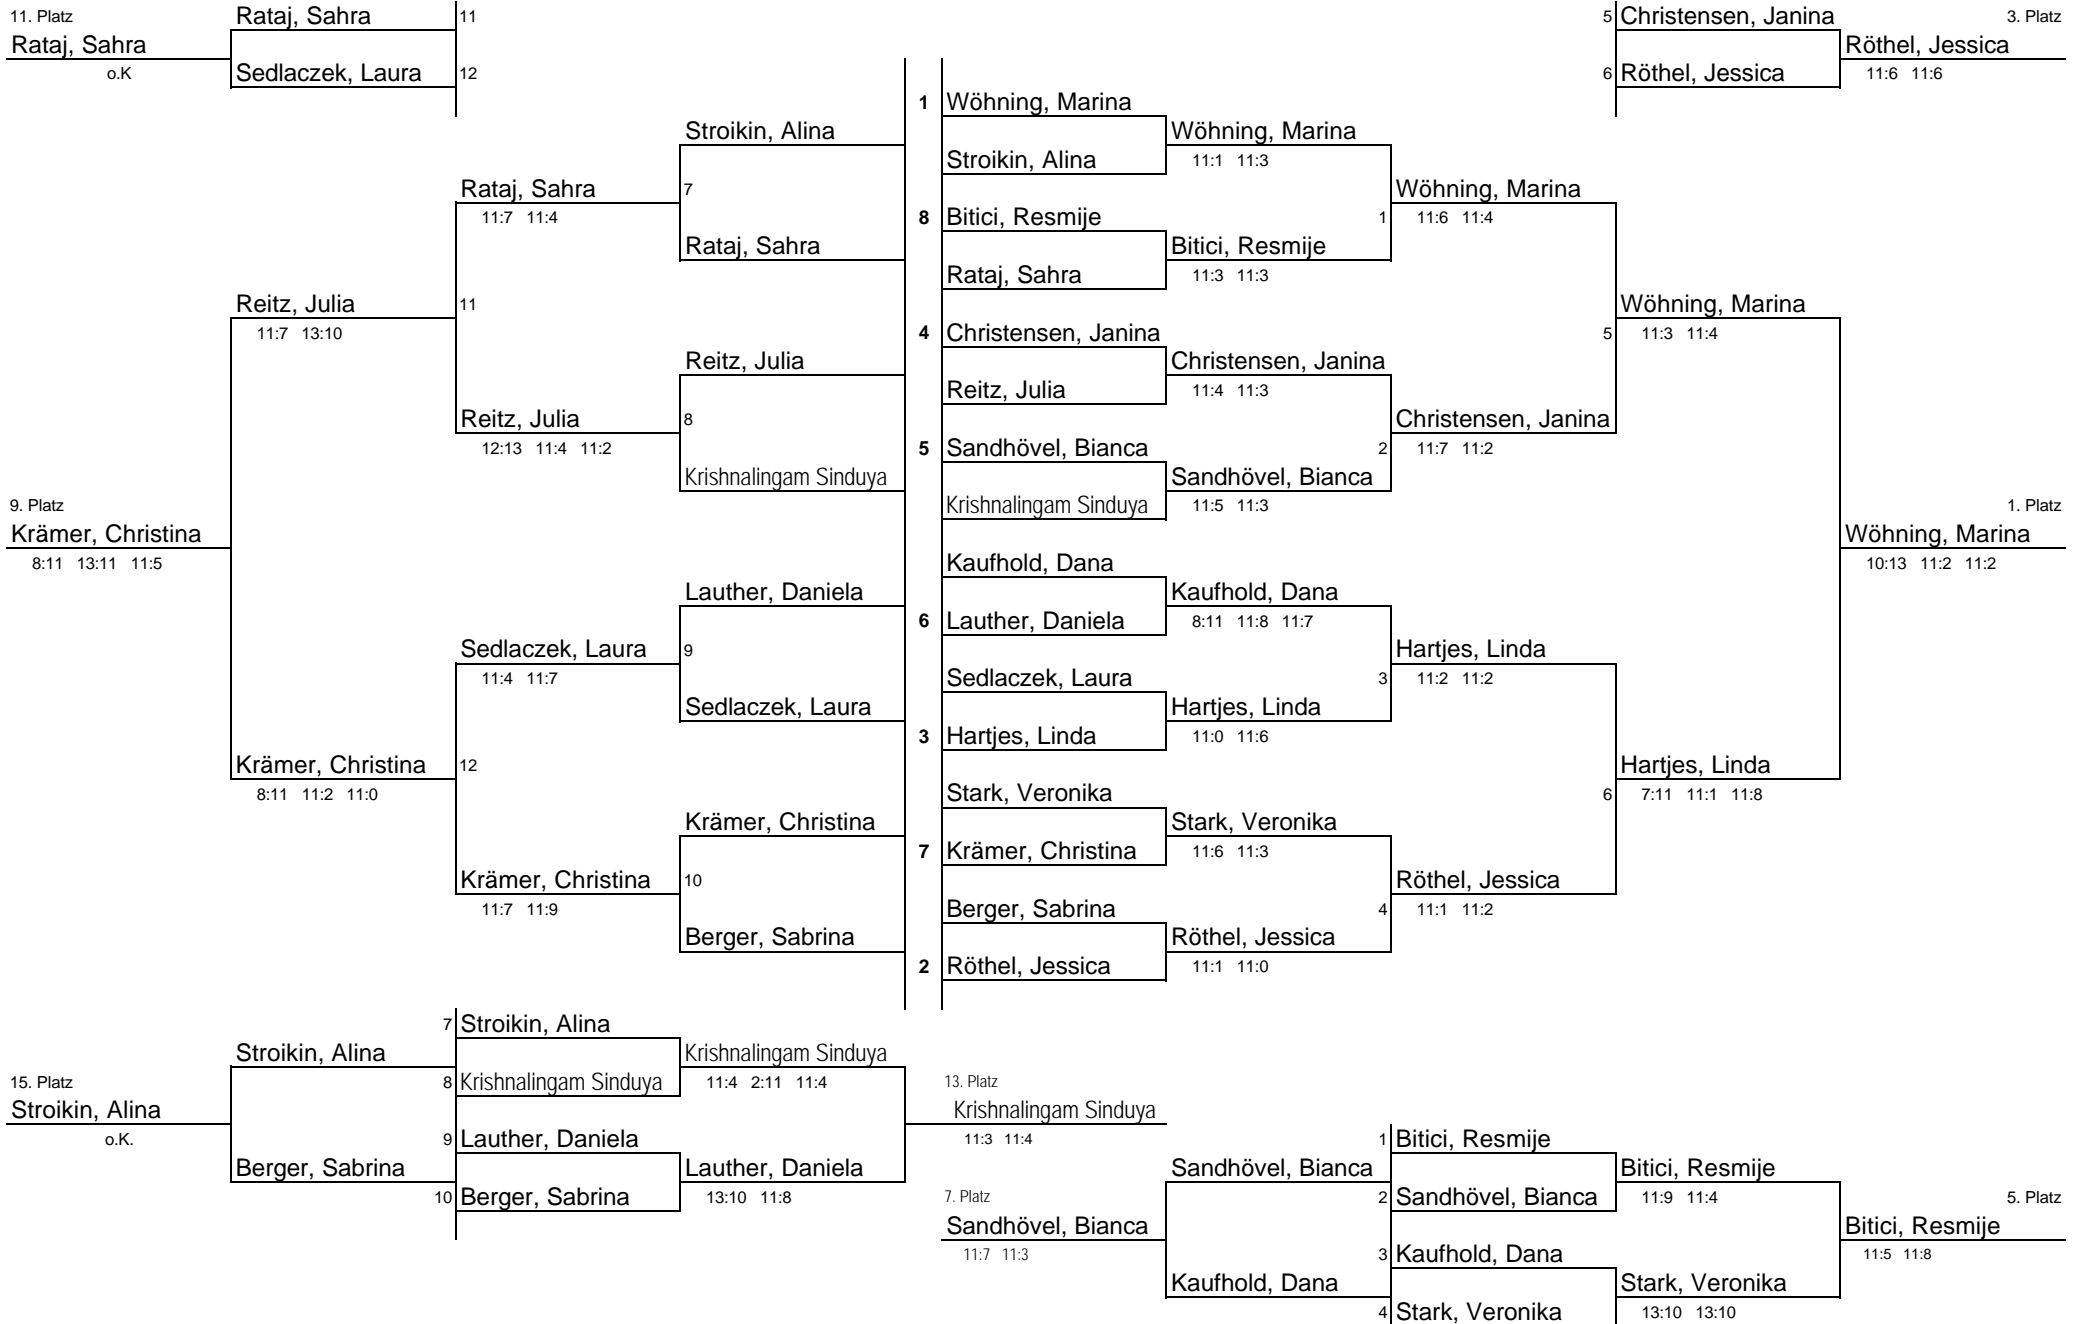 11. Platz
Rataj, Sahra
11
Rataj, Sahra
o.K
Sedlaczek, Laura
12
5 Christensen, Janina
3. Platz
Röthel, Jessica
6 Röthel, Jessica
11:6 11:6
Stroikin, Alina
Rataj, Sahra
7
11:7 11:4
Rataj, Sahra
Reitz, Julia
11
11:7 13:10
Reitz, Julia
Reitz, Julia
8
12:13 11:4 11:2
Krishnalingam Sinduya
9. Platz
Krämer, Christina
8:11 13:11 11:5
Lauther, Daniela
Sedlaczek, Laura
9
11:4 11:7
Sedlaczek, Laura
Krämer, Christina
12
8:11 11:2 11:0
Krämer, Christina
Krämer, Christina
10
11:7 11:9
Berger, Sabrina
1 Wöhning, Marina
Wöhning, Marina
Stroikin, Alina
11:1 11:3
Wöhning, Marina
8 Bitici, Resmije
1
11:6 11:4
Bitici, Resmije
Rataj, Sahra
11:3 11:3
Wöhning, Marina
4 Christensen, Janina
5
11:3 11:4
Christensen, Janina
Reitz, Julia
11:4 11:3
Christensen, Janina
5 Sandhövel, Bianca
2
11:7 11:2
Sandhövel, Bianca
Krishnalingam Sinduya
11:5 11:3
1. Platz
Wöhning, Marina
10:13 11:2 11:2
Kaufhold, Dana
Kaufhold, Dana
6 Lauther, Daniela
8:11 11:8 11:7
Hartjes, Linda
Sedlaczek, Laura
3
11:2 11:2
Hartjes, Linda
3 Hartjes, Linda
11:0 11:6
Hartjes, Linda
Stark, Veronika
6
7:11 11:1 11:8
Stark, Veronika
7 Krämer, Christina
11:6 11:3
Röthel, Jessica
Berger, Sabrina
4
11:1 11:2
Röthel, Jessica
2 Röthel, Jessica
11:1 11:0
7 Stroikin, Alina
Stroikin, Alina
Krishnalingam Sinduya
15. Platz
8 Krishnalingam Sinduya
11:4 2:11 11:4
Stroikin, Alina
o.K.
9 Lauther, Daniela
Berger, Sabrina
Lauther, Daniela
10 Berger, Sabrina
13:10 11:8
13. Platz
Krishnalingam Sinduya
11:3 11:4
1 Bitici, Resmije
Sandhövel, Bianca
Bitici, Resmije
7. Platz
2 Sandhövel, Bianca
11:9 11:4
5. Platz
Sandhövel, Bianca
Bitici, Resmije
11:7 11:3
3 Kaufhold, Dana
11:5 11:8
Kaufhold, Dana
Stark, Veronika
4 Stark, Veronika
13:10 13:10